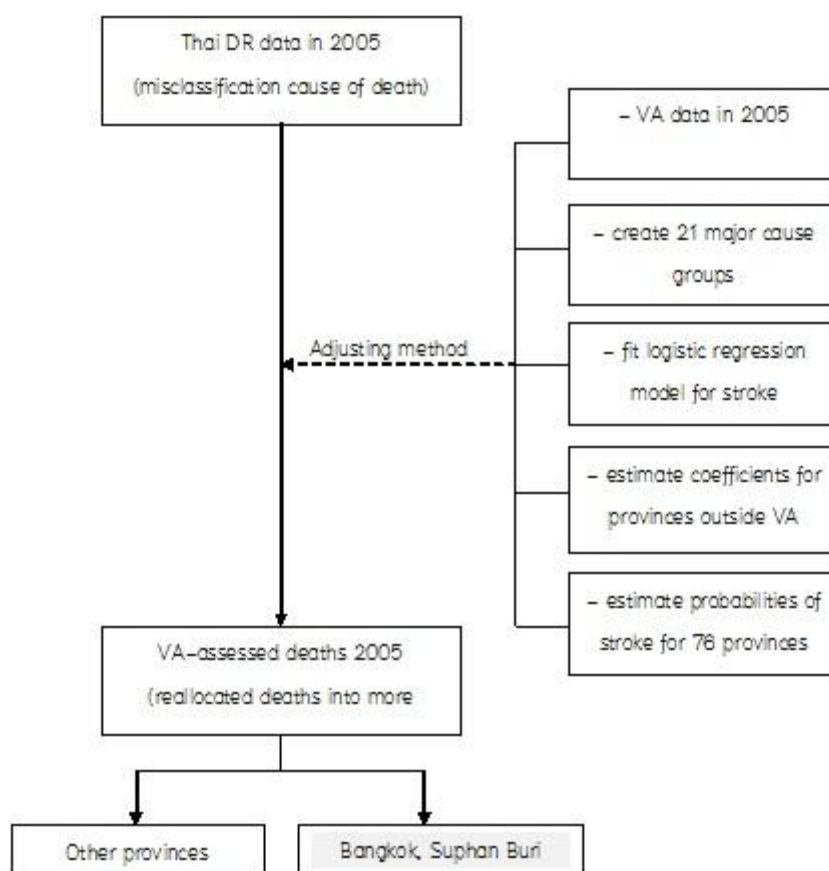 Thai DR data in 2005
(misclassification cause of death)
– VA data in 2005
– create 21 major cause
groups
– fit logistic regression
model for stroke
Adjusting method
– estimate coefficients for
provinces outside VA
– estimate probabilities of
stroke for 76 provinces
VA–assessed deaths 2005
(reallocated deaths into more
Other provinces
Bangkok, Suphan Buri